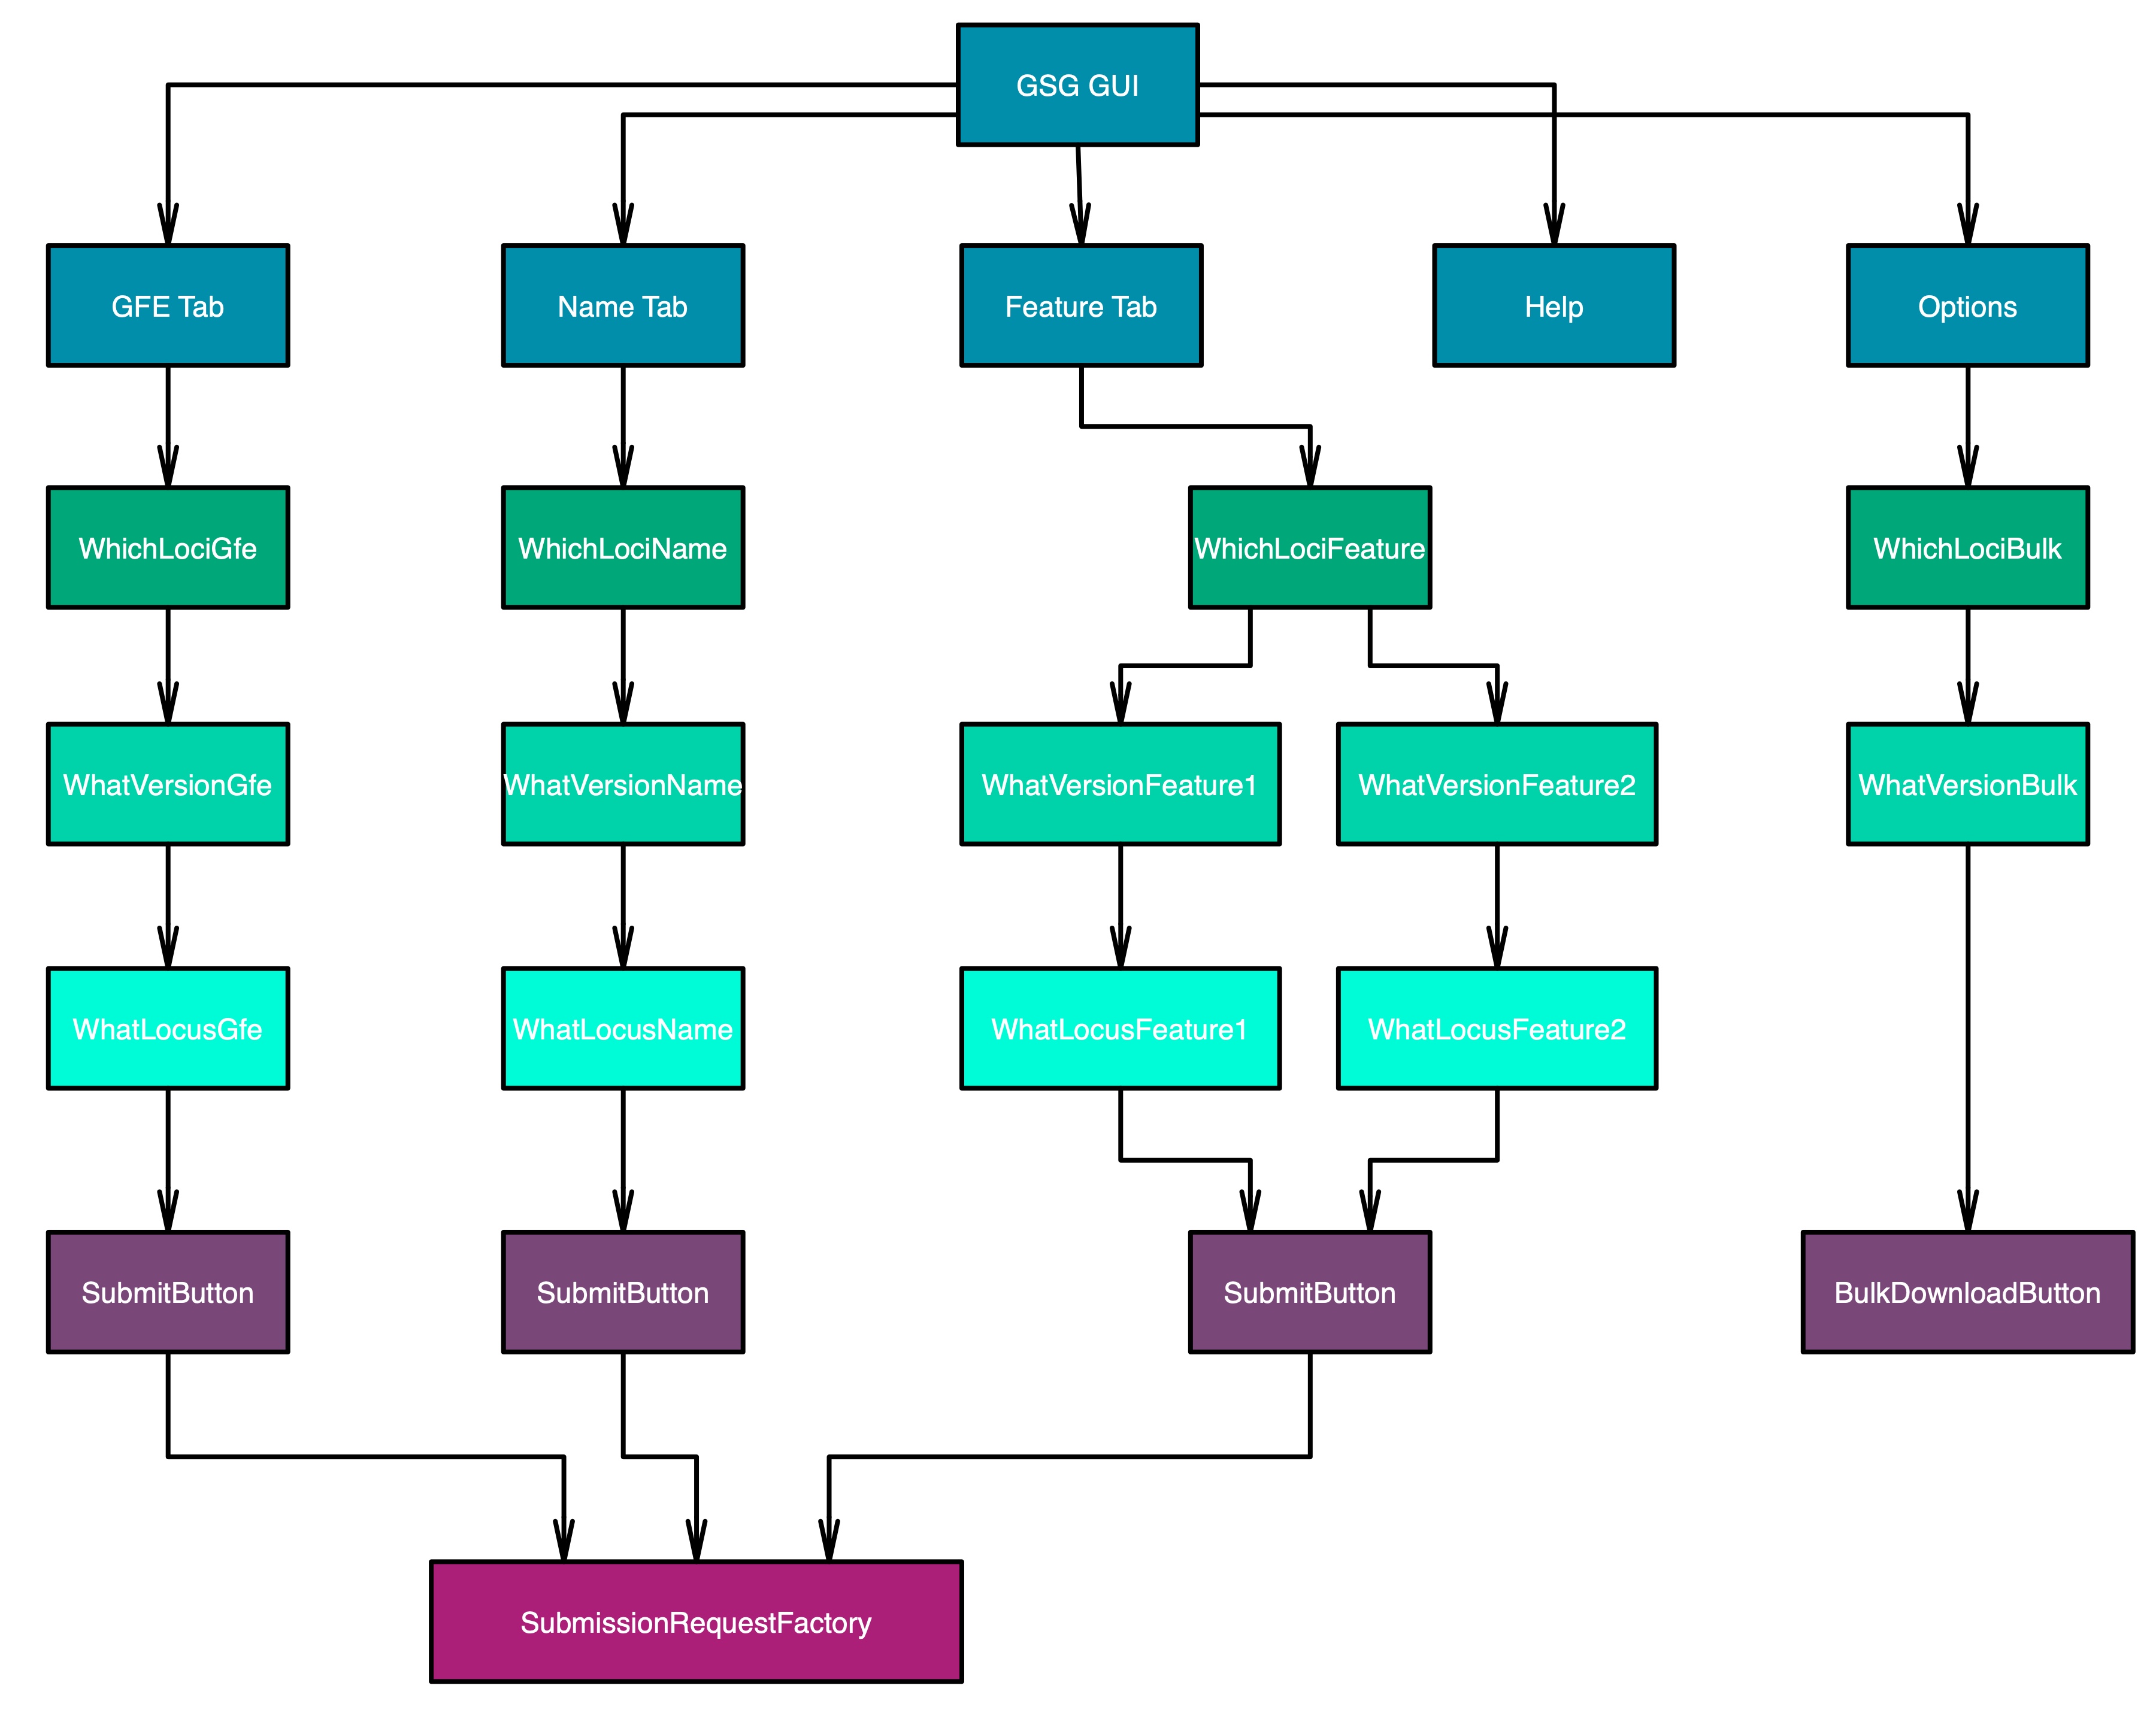 GSG GUI
GFE Tab
Name Tab
Feature Tab
Help
Options
WhichLociGfe
WhichLociName
WhichLociFeature
WhichLociBulk
WhatVersionGfe
WhatVersionName
WhatVersionFeature1
WhatVersionFeature2
WhatVersionBulk
WhatLocusGfe
WhatLocusName
WhatLocusFeature1
WhatLocusFeature2
SubmitButton
SubmitButton
SubmitButton
BulkDownloadButton
SubmissionRequestFactory